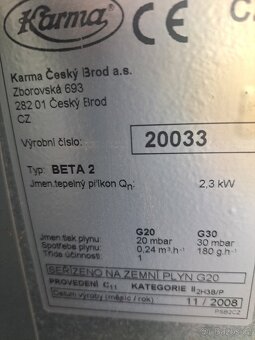 Karma
Karma Český Brod a.s.
Zborovská 693
282 01 Český Brod
CZ
Výrobní číslo: 20033
Typ: BETA 2
Jmen.tepelný příkon Qn: 2,3 kW
G20 G30
Jmen tlak plynu: 20 mbar 30 mbar
Spotřeba plynu: 0,24 m³.h⁻¹ 180 g.h⁻¹
Třída účinnosti: 1
SEŘÍZENO NA ZEMNÍ PLYN G20
PROVEDENÍ C11 KATEGORIE II2H3B/P
Datum výroby (měsíc / rok) 11 / 2008